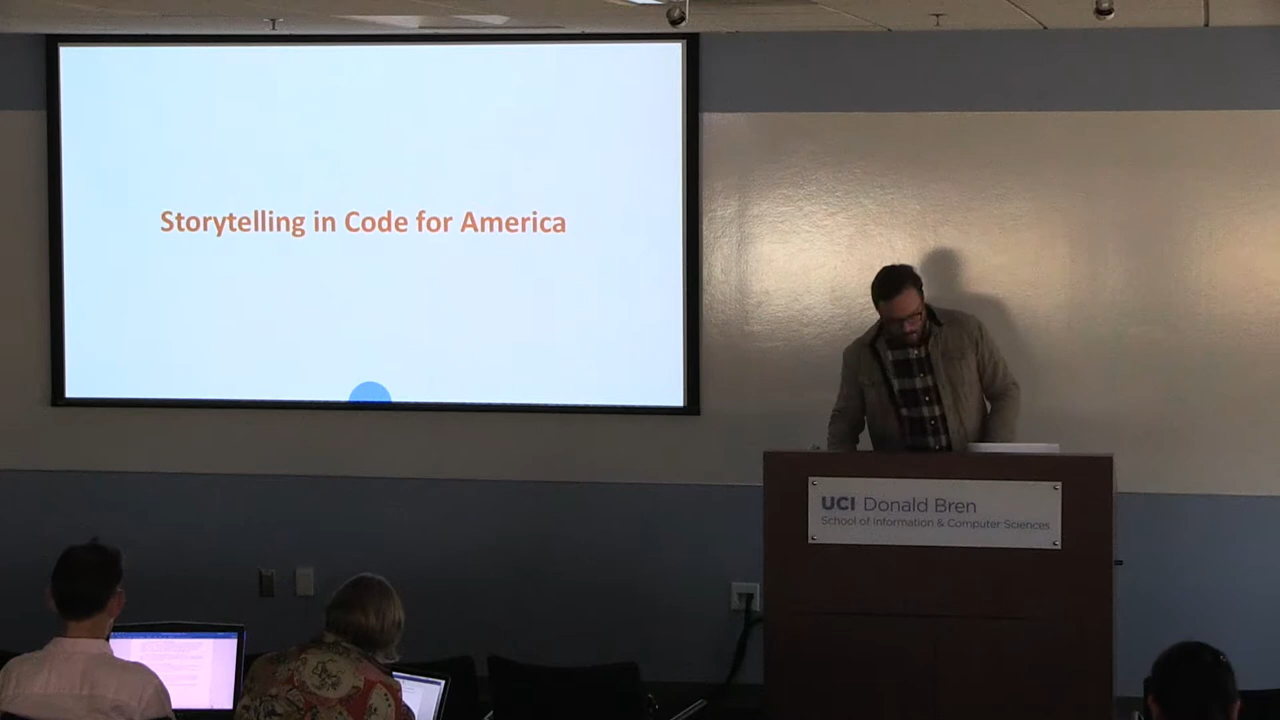 Storytelling in Code for America
UCI Donald Bren
School of Information & Computer Sciences